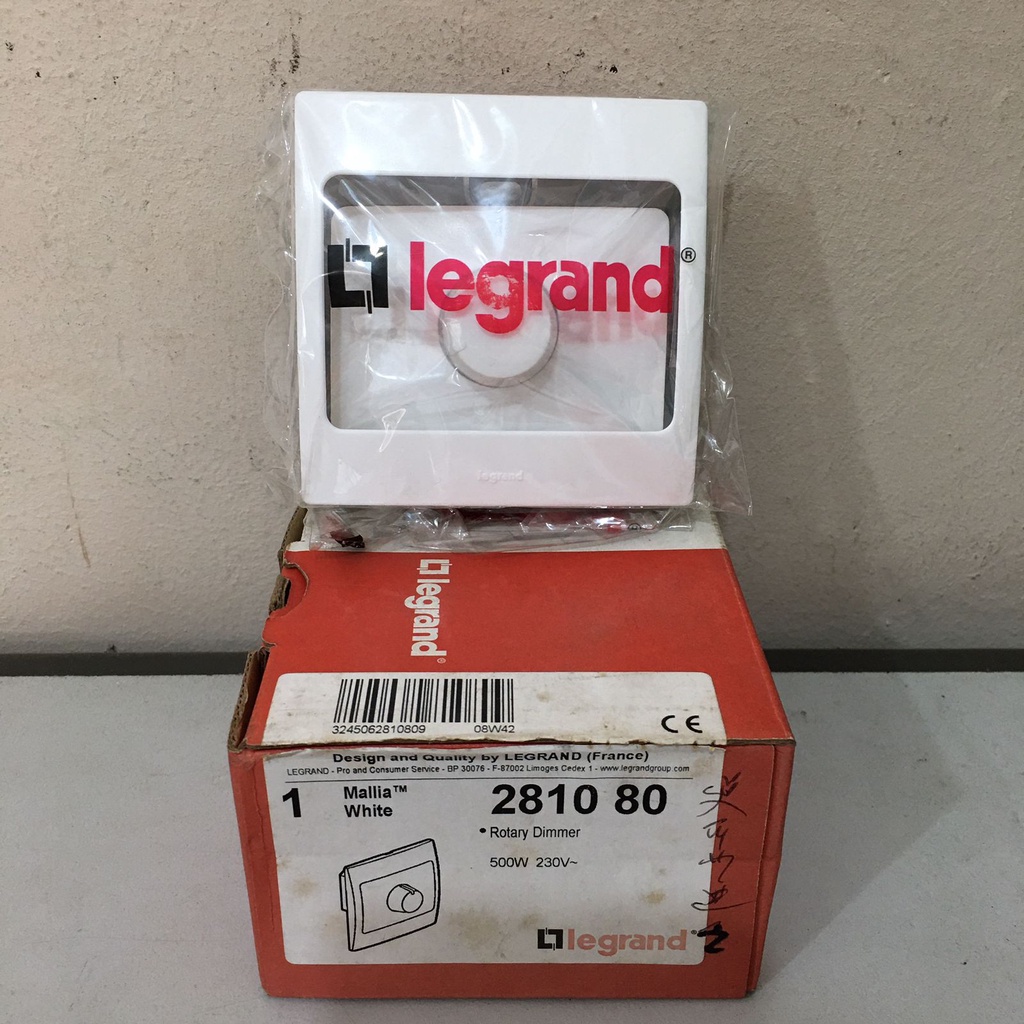 legrand®
legrand
legrand®
3245062810809
08W42
CE
Design and Quality by LEGRAND (France)
LEGRAND - Pro and Consumer Service - BP 30076 - F-87002 Limoges Cedex 1 - www.legrandgroup.com
1
Mallia™
White
2810 80
• Rotary Dimmer
500W 230V~
legrand®